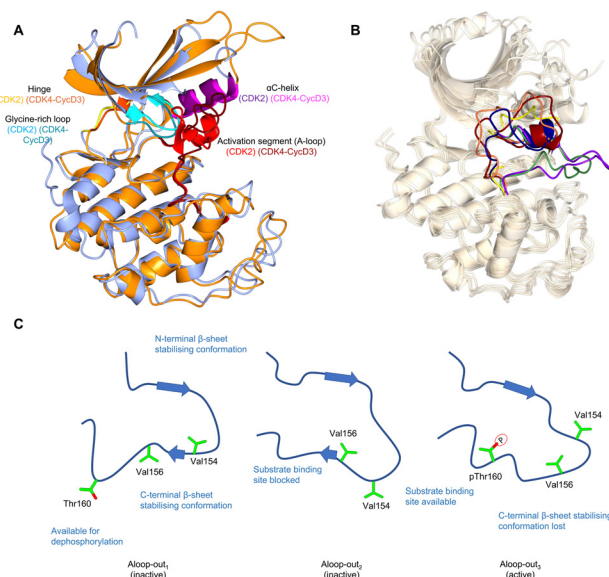 A
B
Hinge
CDK2) (CDK4-CycD3)
Glycine-rich loop
(CDK2) (CDK4-
CycD3)
αC-helix
(CDK2) (CDK4-CycD3)
Activation segment (A-loop)
(CDK2) (CDK4-CycD3)
C
N-terminal β-sheet
stabilising conformation
Val156
Val154
Thr160
C-terminal β-sheet
stabilising conformation
Available for
dephosphorylation
Aloop-out₁
(inactive)
Val156
Substrate binding
site blocked
Val154
Aloop-out₂
(inactive)
Val154
P
pThr160
Val156
Substrate binding
site available
C-terminal β-sheet stabilising
conformation lost
Aloop-out₃
(active)